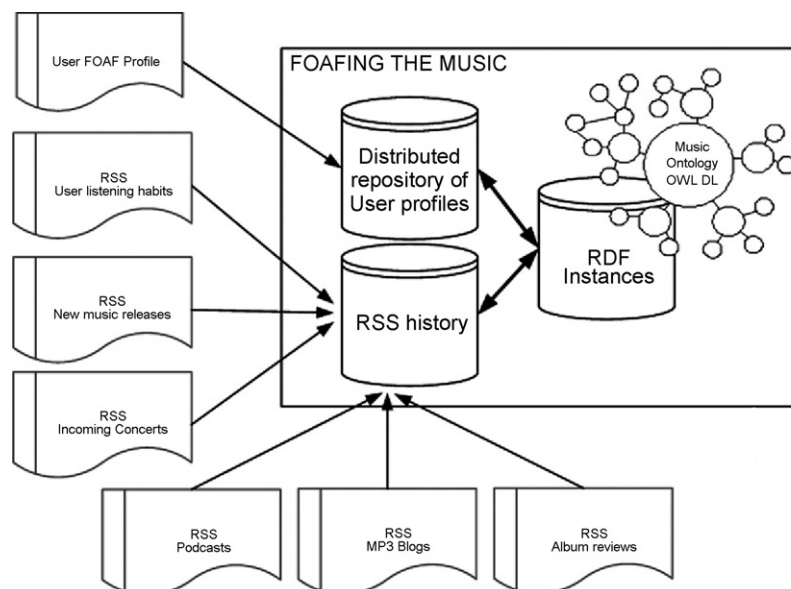 User FOAF Profile
FOAFING THE MUSIC
RSS
User listening habits
Distributed
repository of
User profiles
Music
Ontology
OWL DL
RDF
Instances
RSS
New music releases
RSS history
RSS
Incoming Concerts
RSS
Podcasts
RSS
MP3 Blogs
RSS
Album reviews